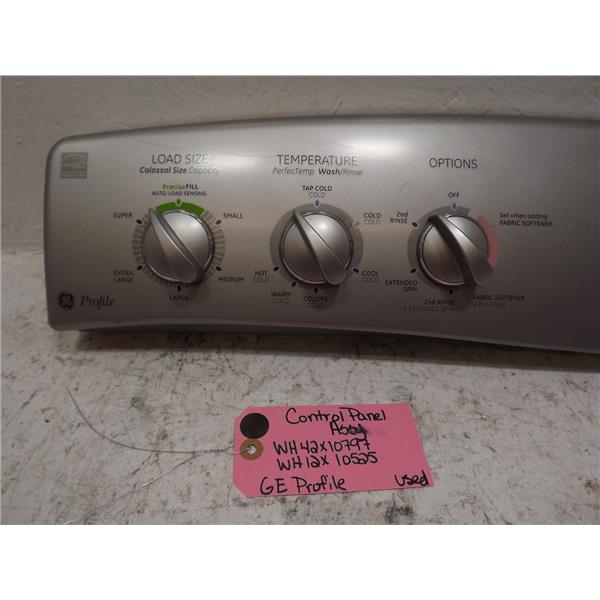 LOAD SIZE
Colossal Size Capacity
PreciseFILL
AUTO-LOAD SENSING
SUPER
SMALL
EXTRA
LARGE
MEDIUM
LARGE
TEMPERATURE
PerfecTemp Wash/Rinse
TAP COLD
COLD
COLD
COLD
HOT
COLD
COOL
COLD
WARM
COLD
COLORS
COLD
OPTIONS
OFF
2nd
RINSE
Set when adding
FABRIC SOFTENER
EXTENDED
SPIN
2nd RINSE
+ EXTENDED SPIN
FABRIC SOFTENER
+ 2nd RINSE
GE Profile
Control Panel
Assy
WH42X10797
WH12X10525
GE Profile
used